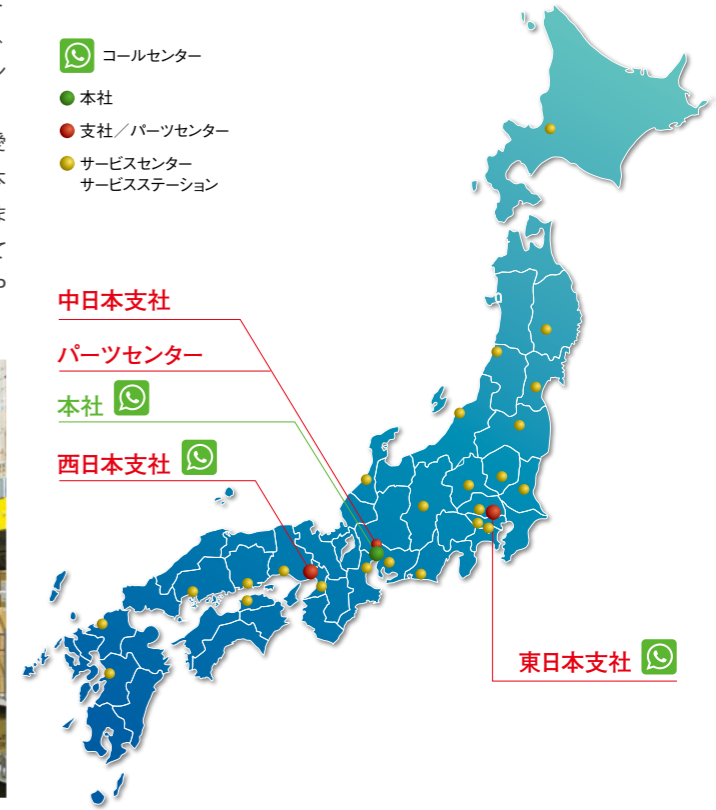 コールセンター
本社
支社／パーツセンター
サービスセンター
サービスステーション
中日本支社
パーツセンター
本社
西日本支社
東日本支社